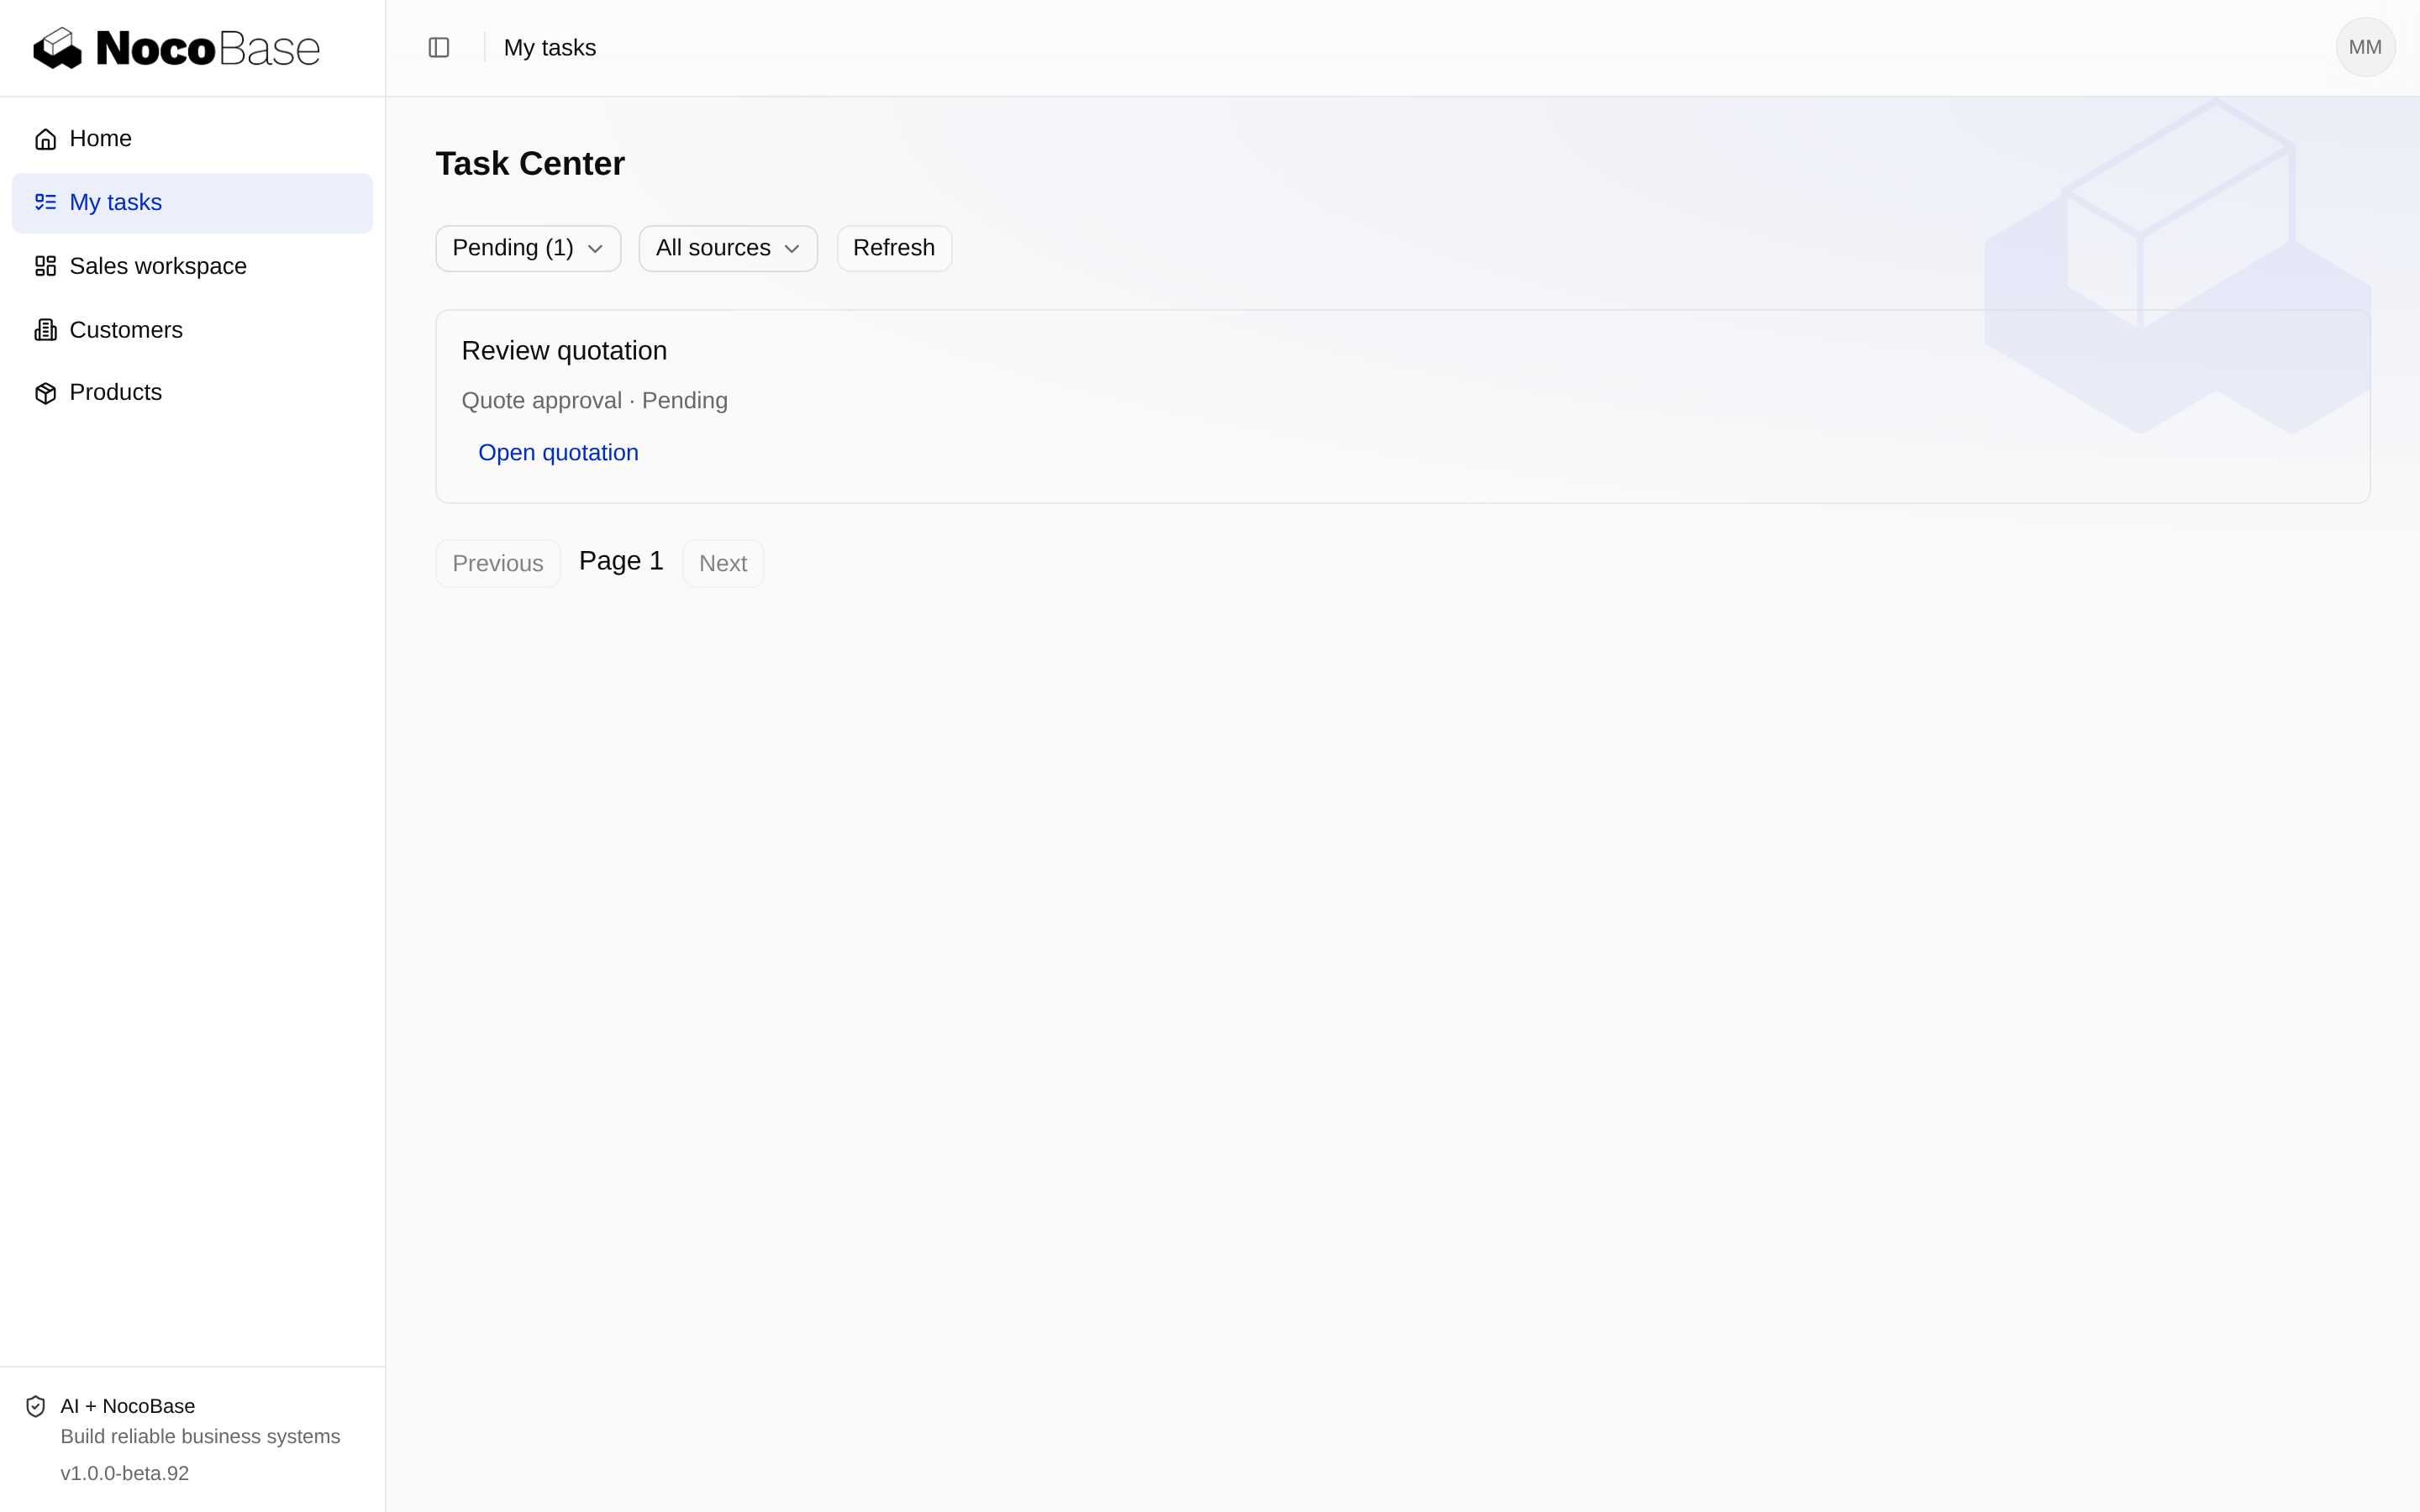 NocoBase
My tasks
MM
Home
My tasks
Sales workspace
Customers
Products
Task Center
Pending (1)
All sources
Refresh
Review quotation
Quote approval · Pending
Open quotation
Previous
Page 1
Next
AI + NocoBase
Build reliable business systems
v1.0.0-beta.92